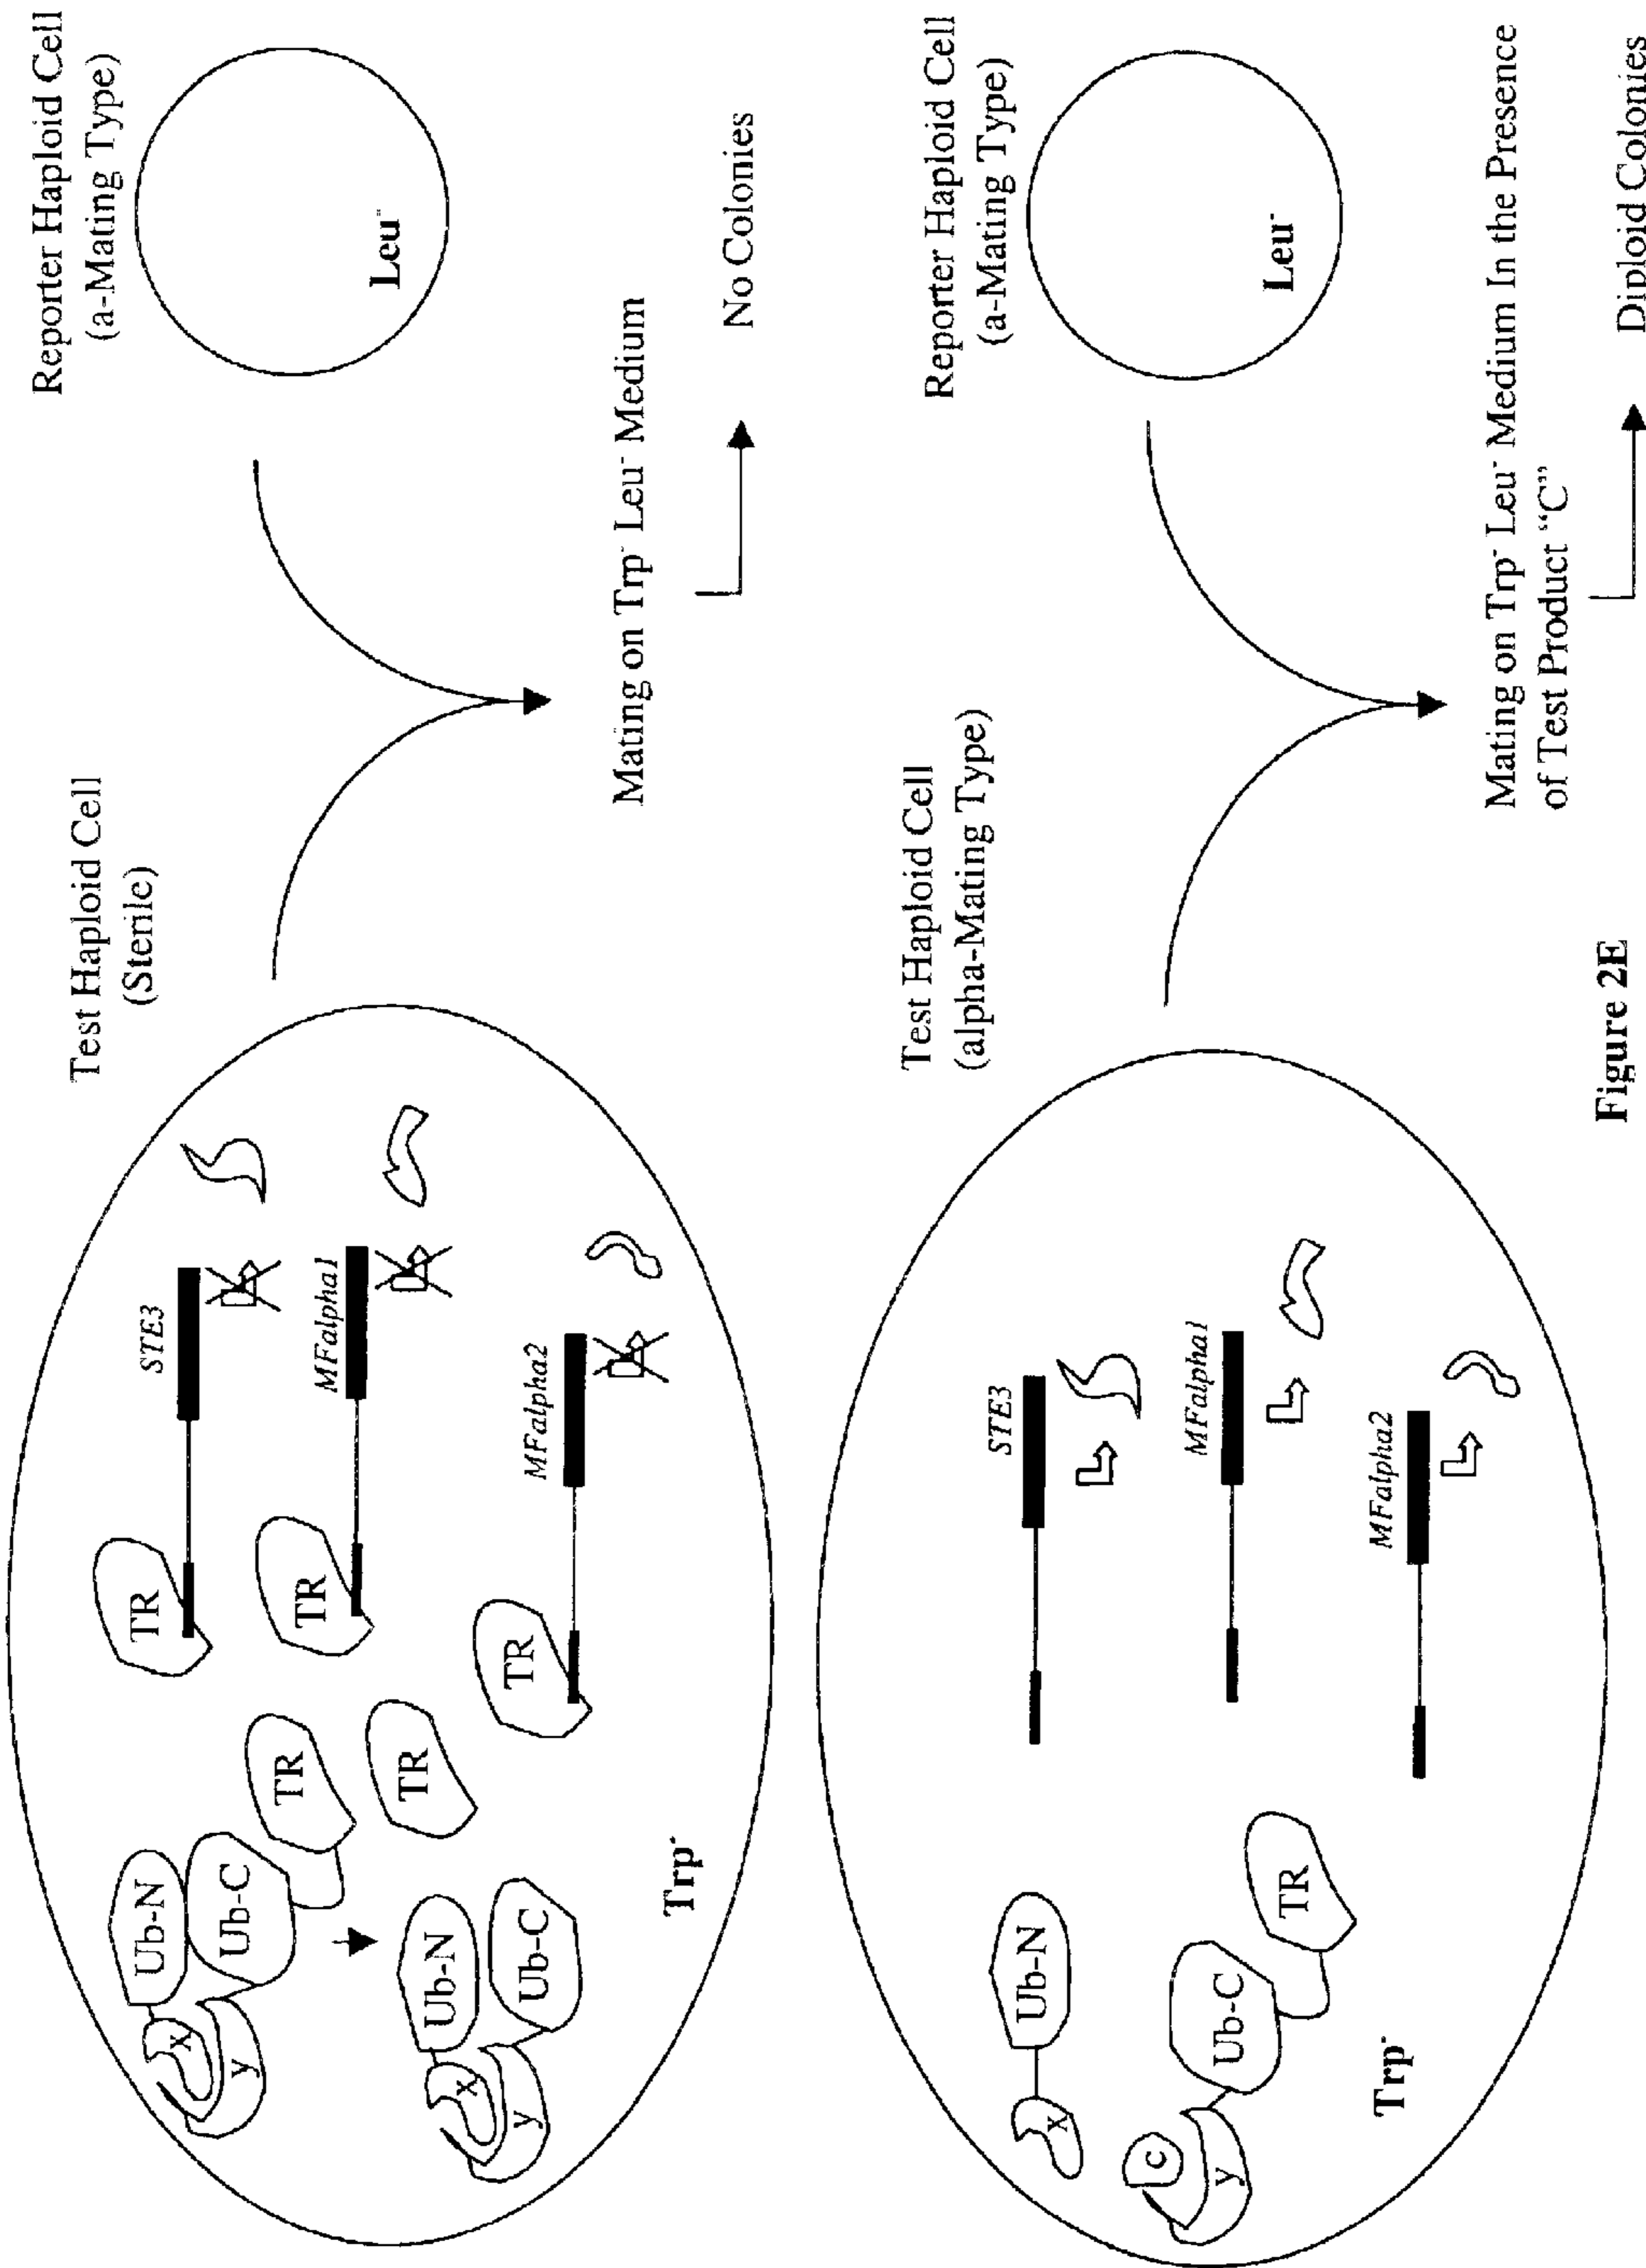 Test Haploid Cell
(Sterile)
Reporter Haploid Cell
(a-Mating Type)
Ub-N
Ub-C
x
y
TR
TR
Ub-N
Ub-C
x
y
TR
STE3
TR
MFalpha1
TR
MFalpha2
Trp⁻
Leu⁻
Mating on Trp⁻ Leu⁻ Medium
No Colonies
Test Haploid Cell
(alpha-Mating Type)
Reporter Haploid Cell
(a-Mating Type)
x
Ub-N
c
y
Ub-C
TR
STE3
MFalpha1
MFalpha2
Trp⁻
Leu⁻
Mating on Trp⁻ Leu⁻ Medium In the Presence
of Test Product “C”
Diploid Colonies
Figure 2E